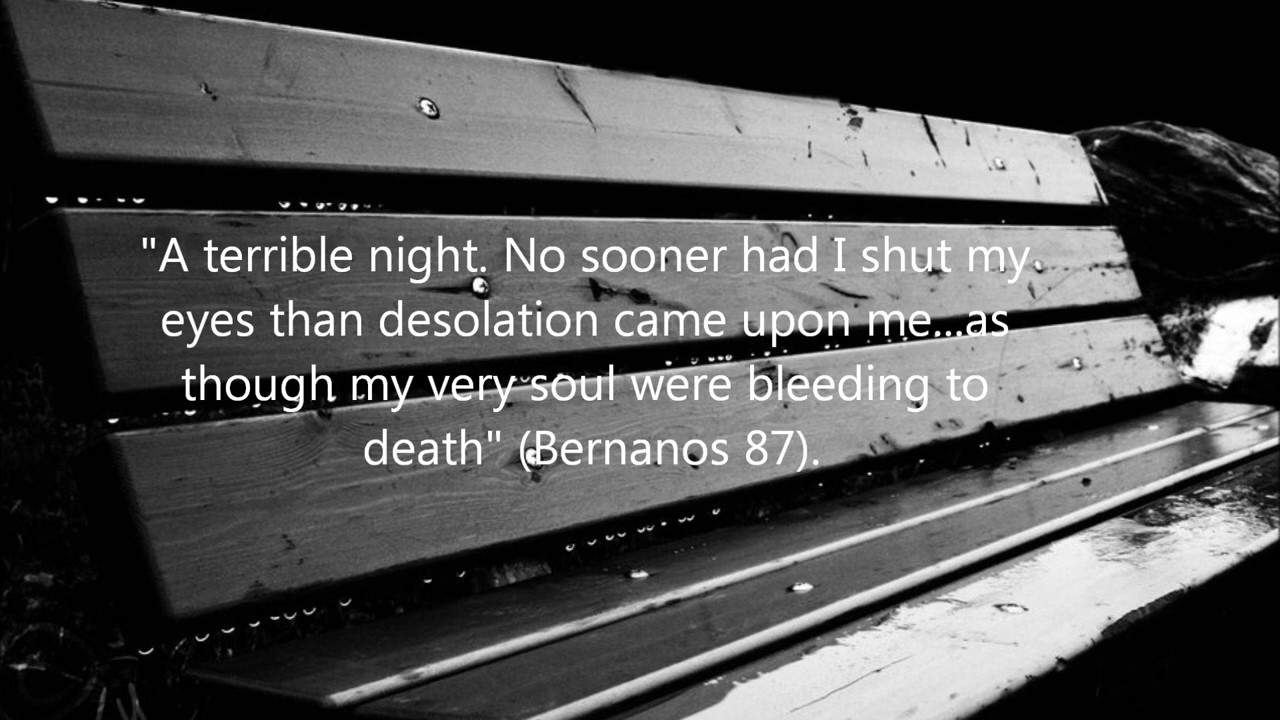 "A terrible night. No sooner had I shut my
eyes than desolation came upon me...as
though my very soul were bleeding to
death" (Bernanos 87).